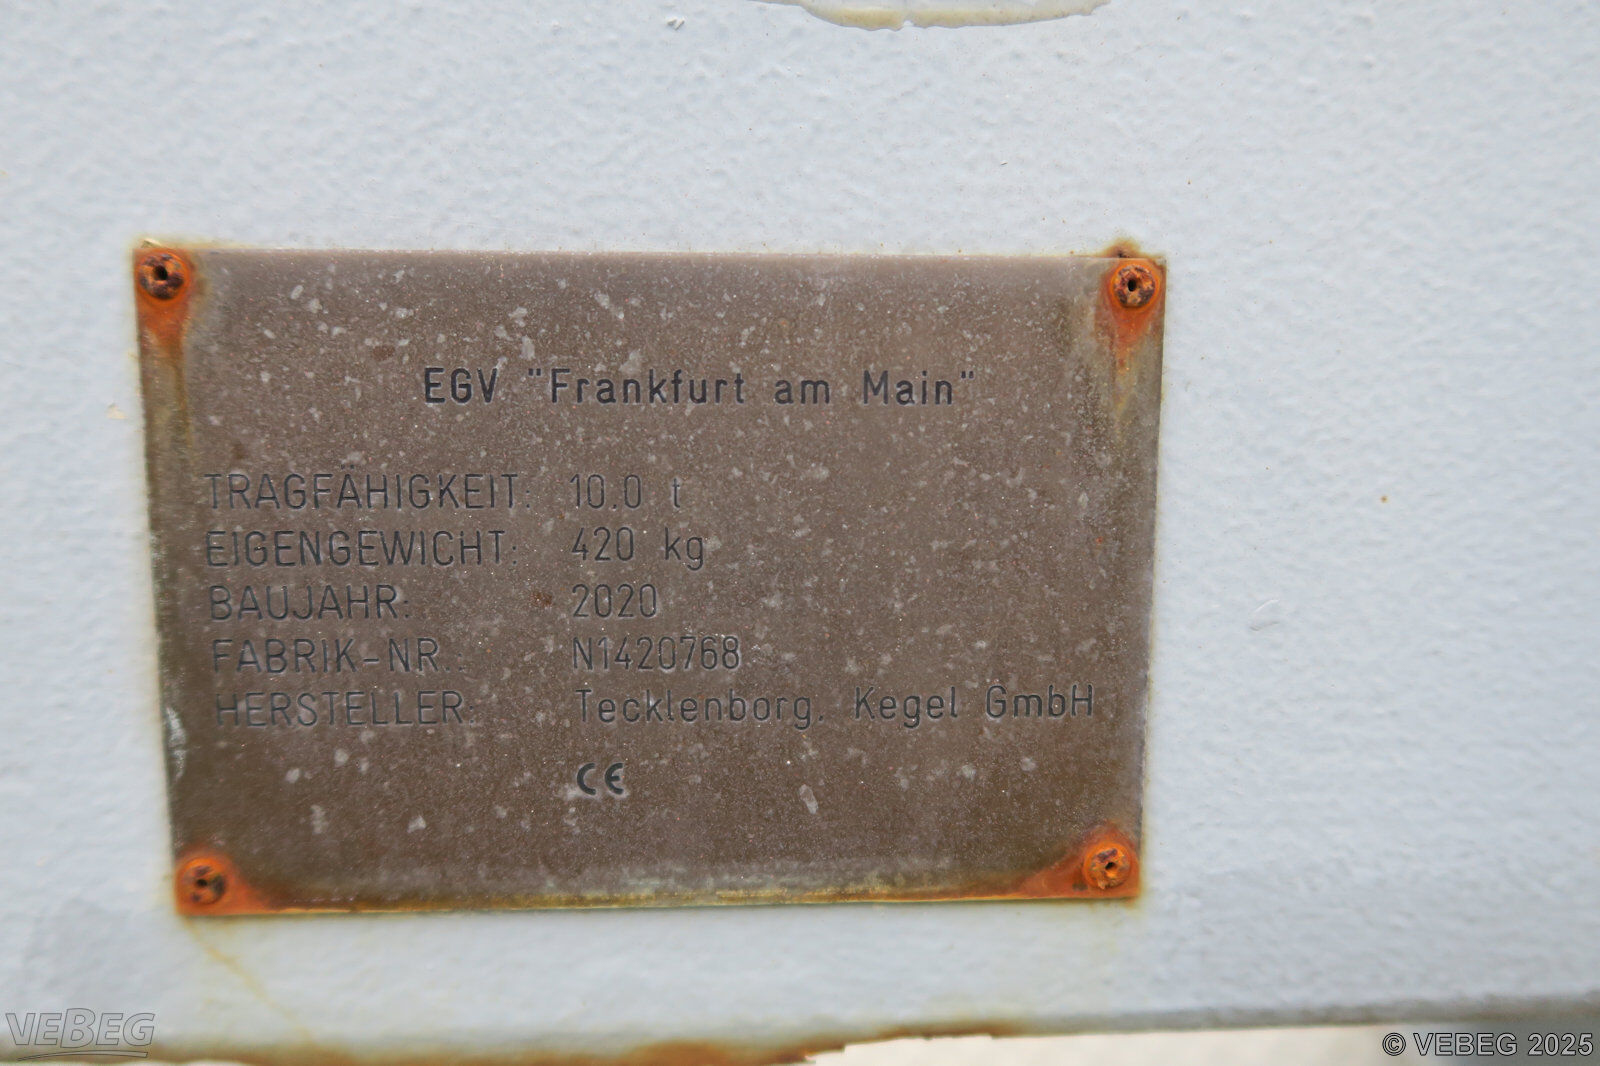 EGV "Frankfurt am Main"
TRAGFÄHIGKEIT: 10.0 t
EIGENGEWICHT: 420 kg
BAUJAHR: 2020
FABRIK-NR.: N1420768
HERSTELLER: Tecklenborg, Kegel GmbH
CE
VEBEG
© VEBEG 2025